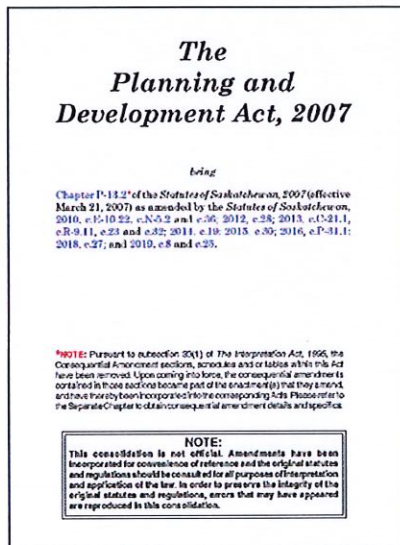 The
Planning and
Development Act, 2007
being
Chapter P-13.2* of the Statutes of Saskatchewan, 2007 (effective
March 21, 2007) as amended by the Statutes of Saskatchewan,
2010, c.E-10.22, c.N-5.2 and c.36; 2012, c.28; 2013, c.C-21.1,
c.R-9.11, c.23 and c.32; 2014, c.19; 2015, c.30; 2016, c.P-31.1;
2018, c.27; and 2019, c.8 and c.25.
*NOTE: Pursuant to subsection 33(1) of The Interpretation Act, 1995, the
Consequential Amendment sections, schedules and/or tables within this Act
have been removed. Upon coming into force, the consequential amendments
contained in those sections became part of the enactment(s) that they amend,
and have thereby been incorporated into the corresponding Acts. Please refer to
the Separate Chapter to obtain consequential amendment details and specifics.
NOTE:
This consolidation is not official. Amendments have been
incorporated for convenience of reference and the original statutes
and regulations should be consulted for all purposes of interpretation
and application of the law. In order to preserve the integrity of the
original statutes and regulations, errors that may have appeared
are reproduced in this consolidation.